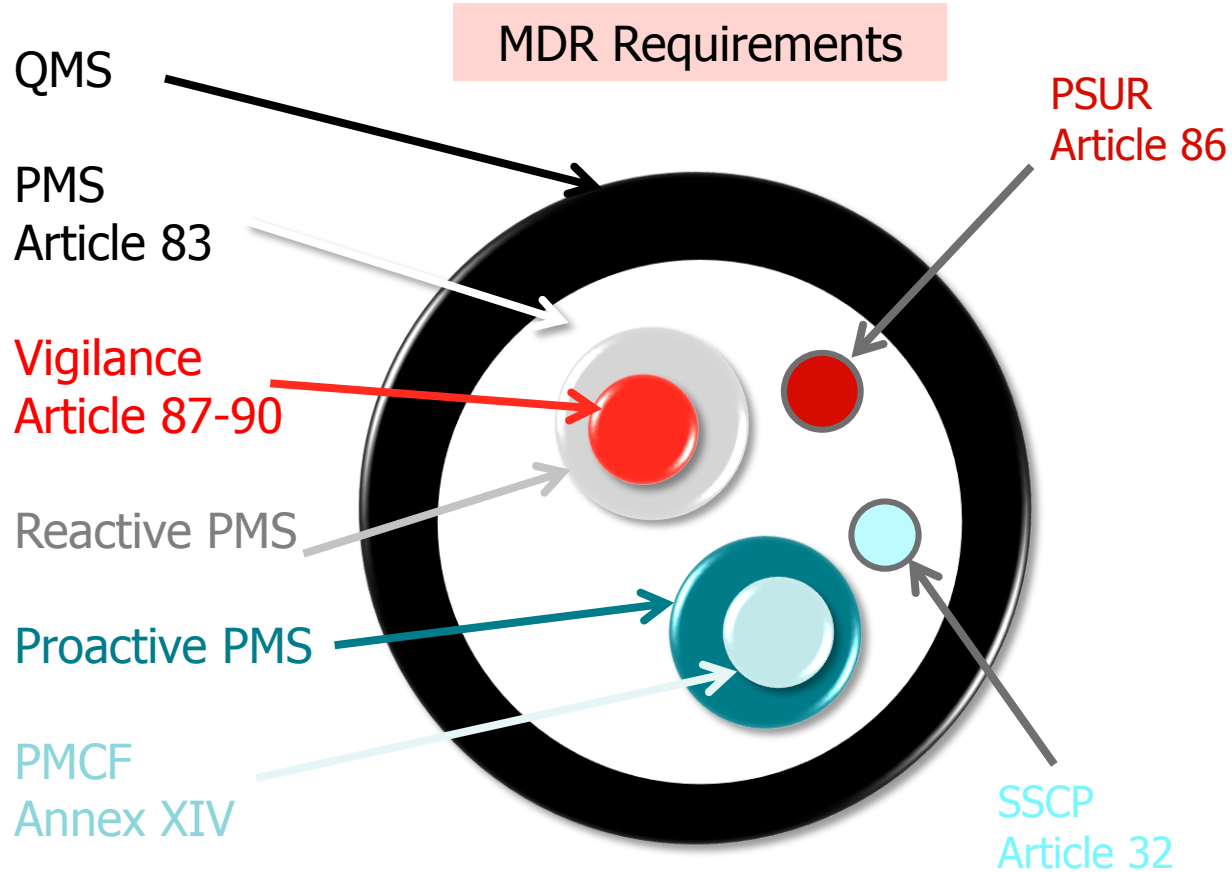 MDR Requirements
QMS
PMS
Article 83
Vigilance
Article 87-90
Reactive PMS
Proactive PMS
PMCF
Annex XIV
PSUR
Article 86
SSCP
Article 32